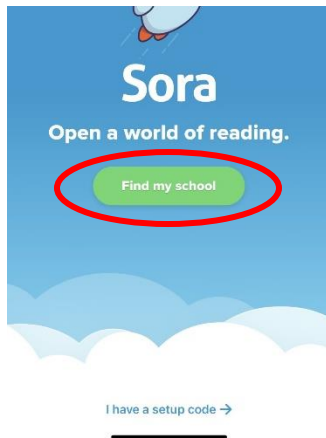 Sora
Open a world of reading.
Find my school
I have a setup code →